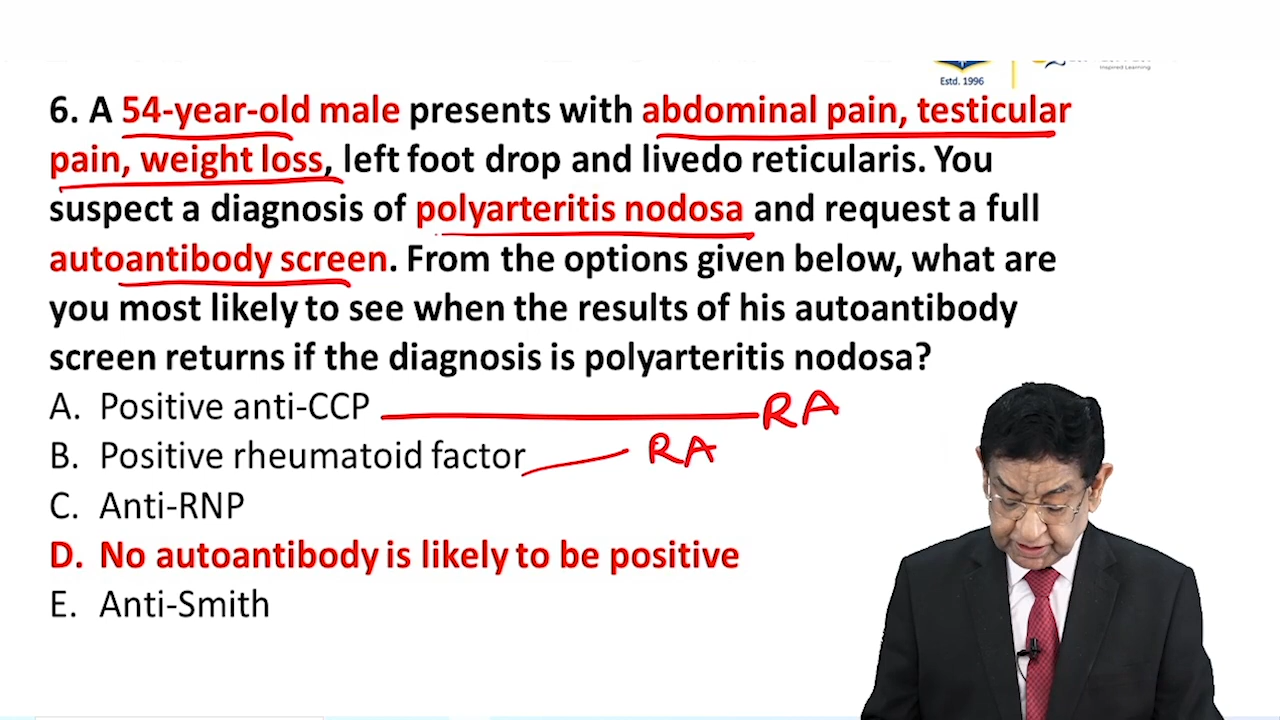 Estd. 1996
Inspired Learning
6. A 54-year-old male presents with abdominal pain, testicular
pain, weight loss, left foot drop and livedo reticularis. You
suspect a diagnosis of polyarteritis nodosa and request a full
autoantibody screen. From the options given below, what are
you most likely to see when the results of his autoantibody
screen returns if the diagnosis is polyarteritis nodosa?
A. Positive anti-CCP RA
B. Positive rheumatoid factor RA
C. Anti-RNP
D. No autoantibody is likely to be positive
E. Anti-Smith